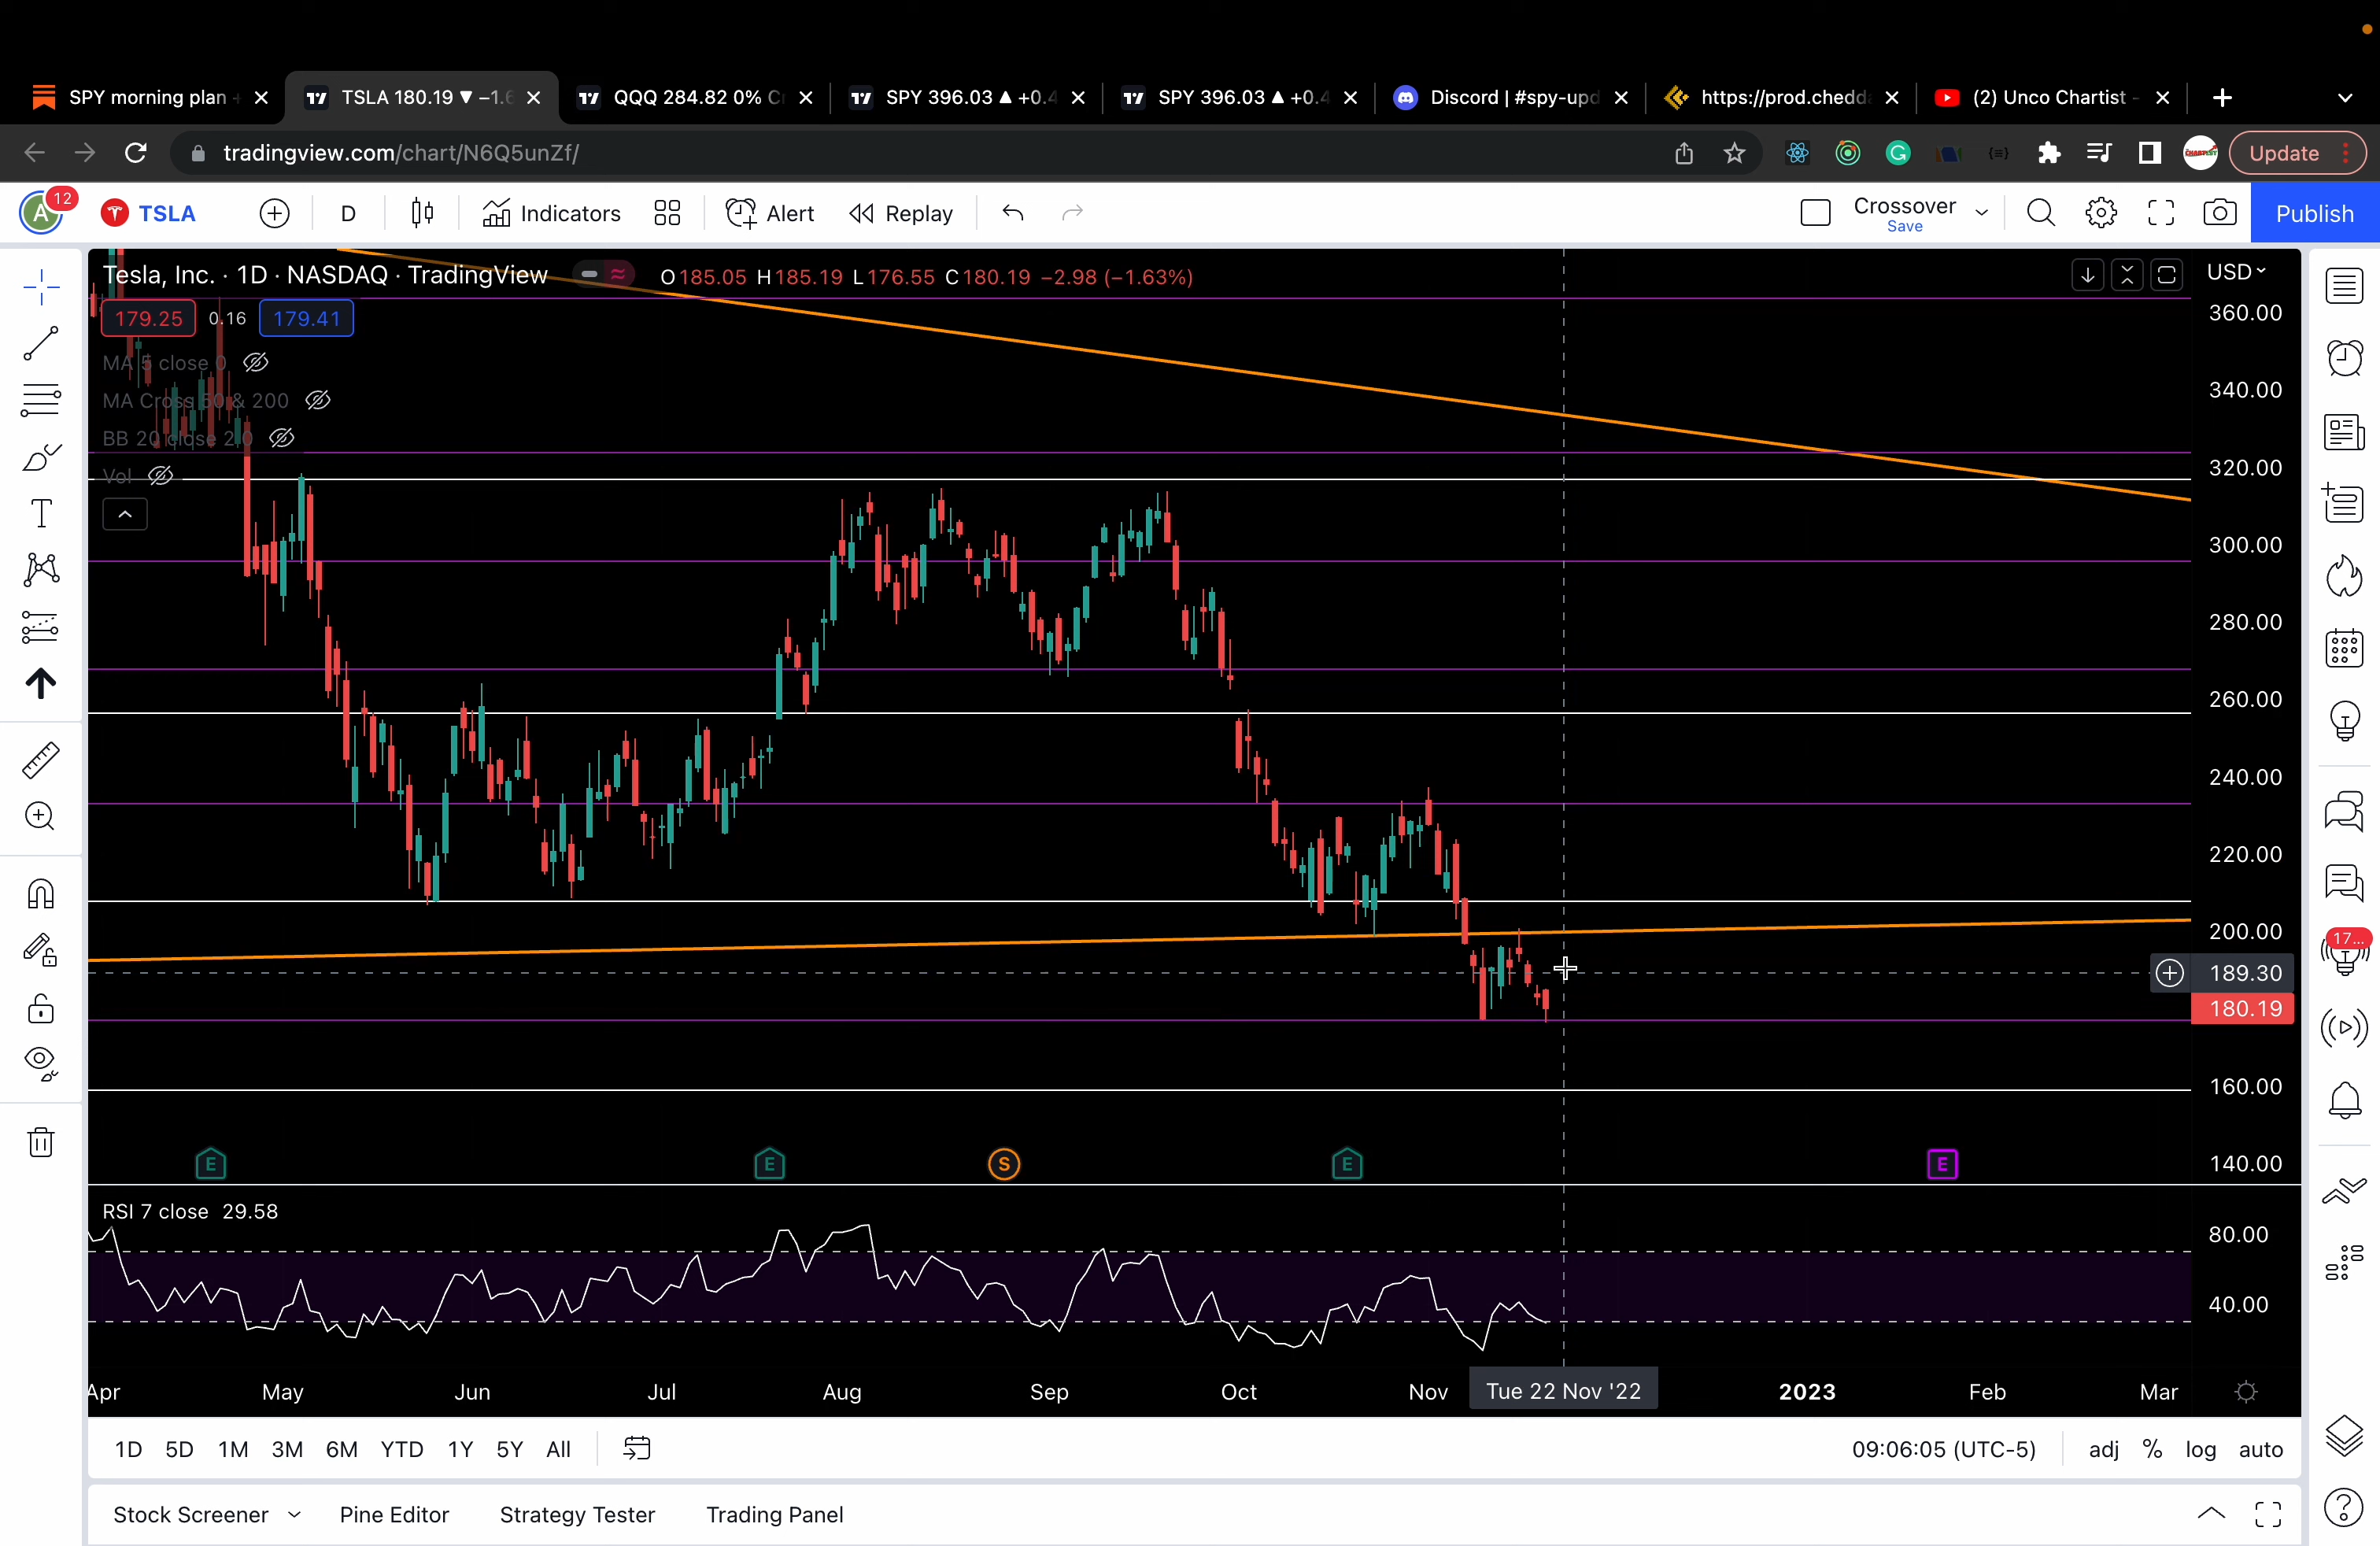 SPY morning plan
TSLA 180.19 ▼ −1.6
QQQ 284.82 0% C
SPY 396.03 ▲ +0.4
SPY 396.03 ▲ +0.4
Discord | #spy-upd
https://prod.chedd
(2) Unco Chartist -
tradingview.com/chart/N6Q5unZf/
Update
A
12
TSLA
D
Indicators
Alert
Replay
Crossover
Save
Publish
Tesla, Inc. · 1D · NASDAQ · TradingView
O185.05 H185.19 L176.55 C180.19 −2.98 (−1.63%)
USD
179.25 0.16 179.41
MA 5 close 0
MA Cross 50 & 200
BB 20 close 2 0
Vol
360.00
340.00
320.00
300.00
280.00
260.00
240.00
220.00
200.00
189.30
180.19
160.00
140.00
17...
E
E
S
E
E
RSI 7 close 29.58
80.00
40.00
Apr May Jun Jul Aug Sep Oct Nov Tue 22 Nov '22 2023 Feb Mar
1D 5D 1M 3M 6M YTD 1Y 5Y All
09:06:05 (UTC-5)
adj % log auto
Stock Screener Pine Editor Strategy Tester Trading Panel